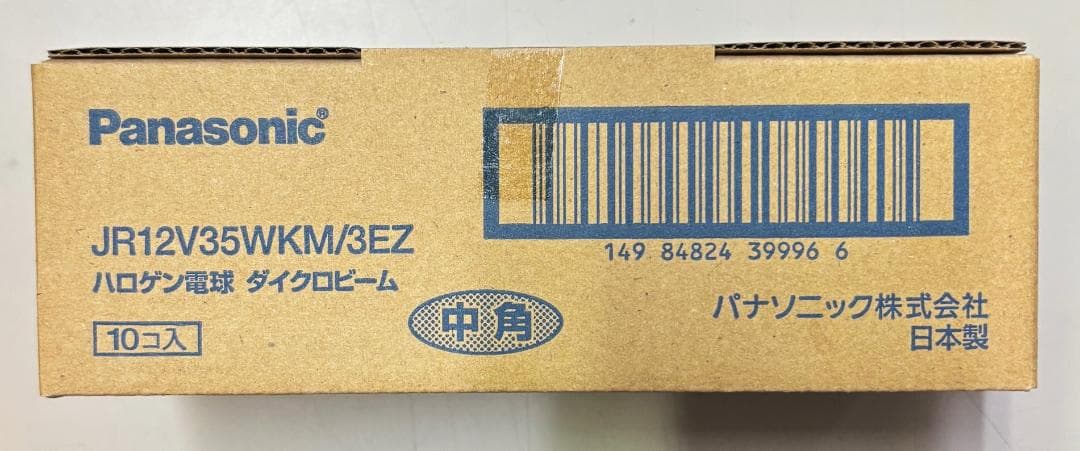 Panasonic®
JR12V35WKM/3EZ
ハロゲン電球 ダイクロビーム
10コ入
中角
149 84824 39996 6
パナソニック株式会社
日本製